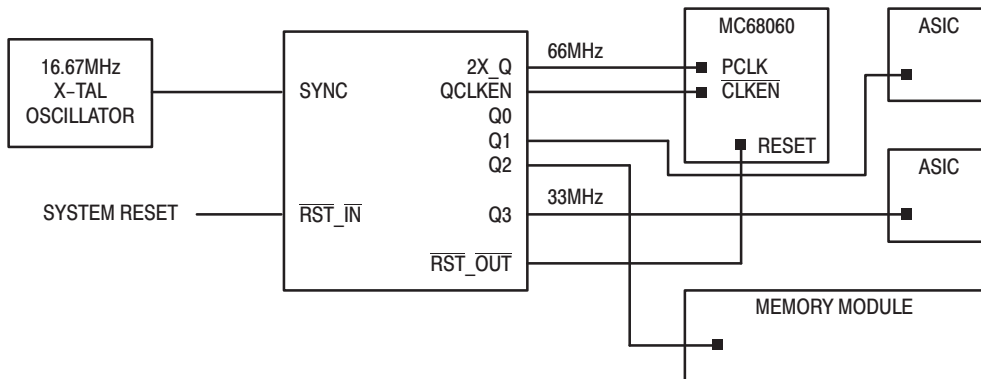 16.67MHz
X–TAL
OSCILLATOR
SYSTEM RESET
SYNC
RST_IN
2X_Q
QCLKEN
Q0
Q1
Q2
Q3
RST_OUT
66MHz
33MHz
MC68060
PCLK
CLKEN
RESET
ASIC
ASIC
MEMORY MODULE